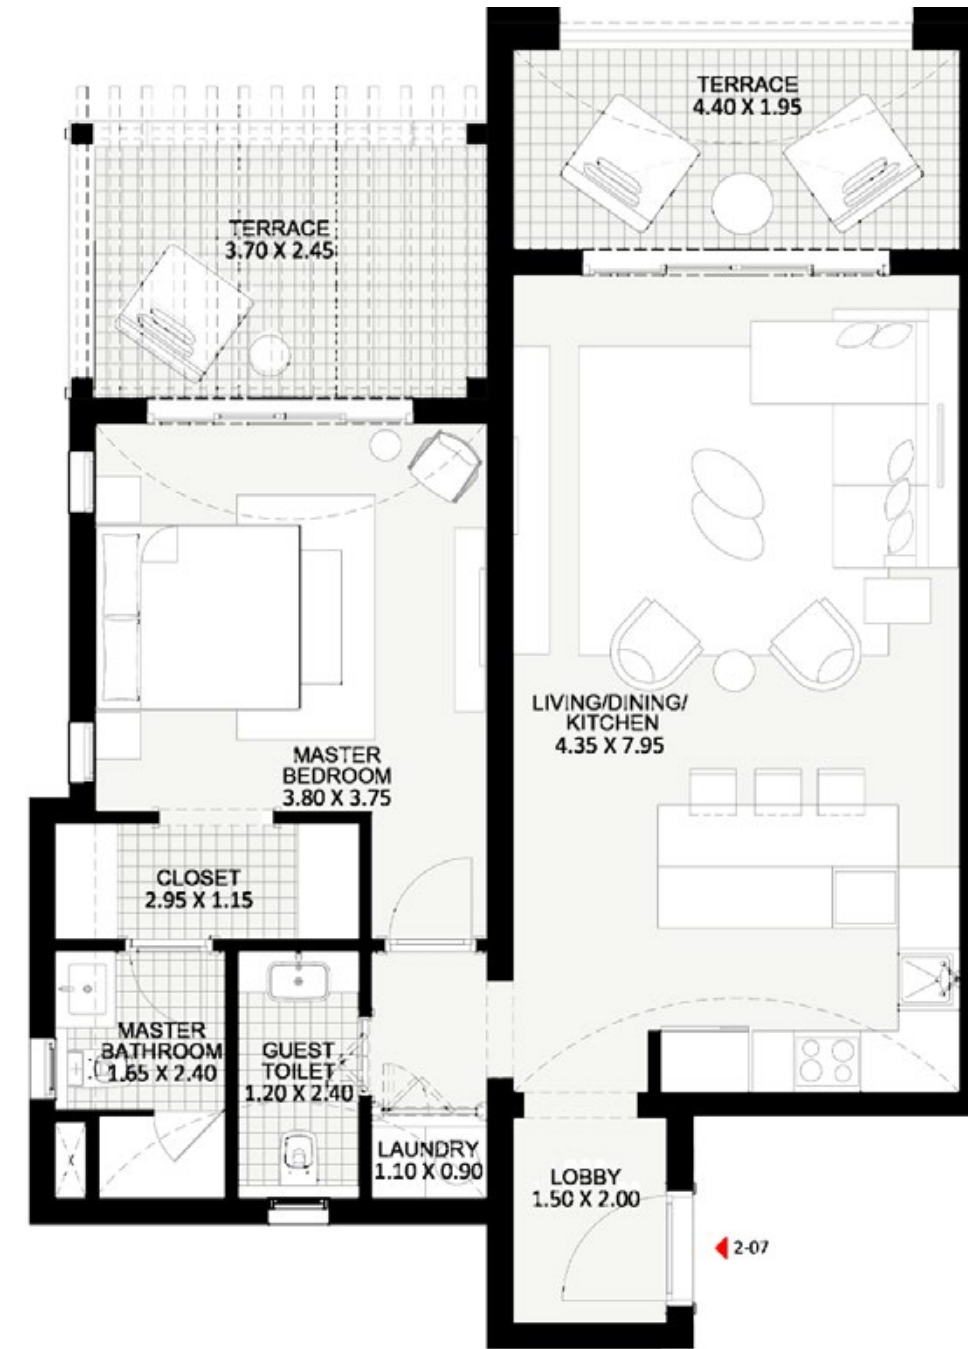 TERRACE
4.40 X 1.95
TERRACE
3.70 X 2.45
LIVING/DINING/
KITCHEN
4.35 X 7.95
MASTER
BEDROOM
3.80 X 3.75
CLOSET
2.95 X 1.15
MASTER
BATHROOM
1.65 X 2.40
GUEST
TOILET
1.20 X 2.40
LAUNDRY
1.10 X 0.90
LOBBY
1.50 X 2.00
2-07
X